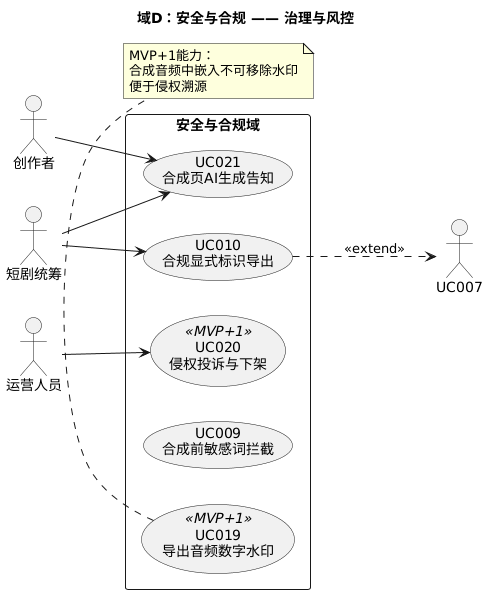 域D：安全与合规 —— 治理与风控
MVP+1能力：
合成音频中嵌入不可移除水印
便于侵权溯源
安全与合规域
创作者
UC021
合成页AI生成告知
短剧统筹
UC010
合规显式标识导出
«extend»
UC007
运营人员
«MVP+1»
UC020
侵权投诉与下架
UC009
合成前敏感词拦截
«MVP+1»
UC019
导出音频数字水印